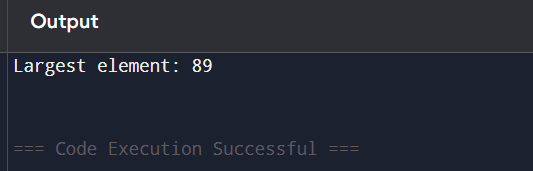 Output
Largest element: 89
=== Code Execution Successful ===